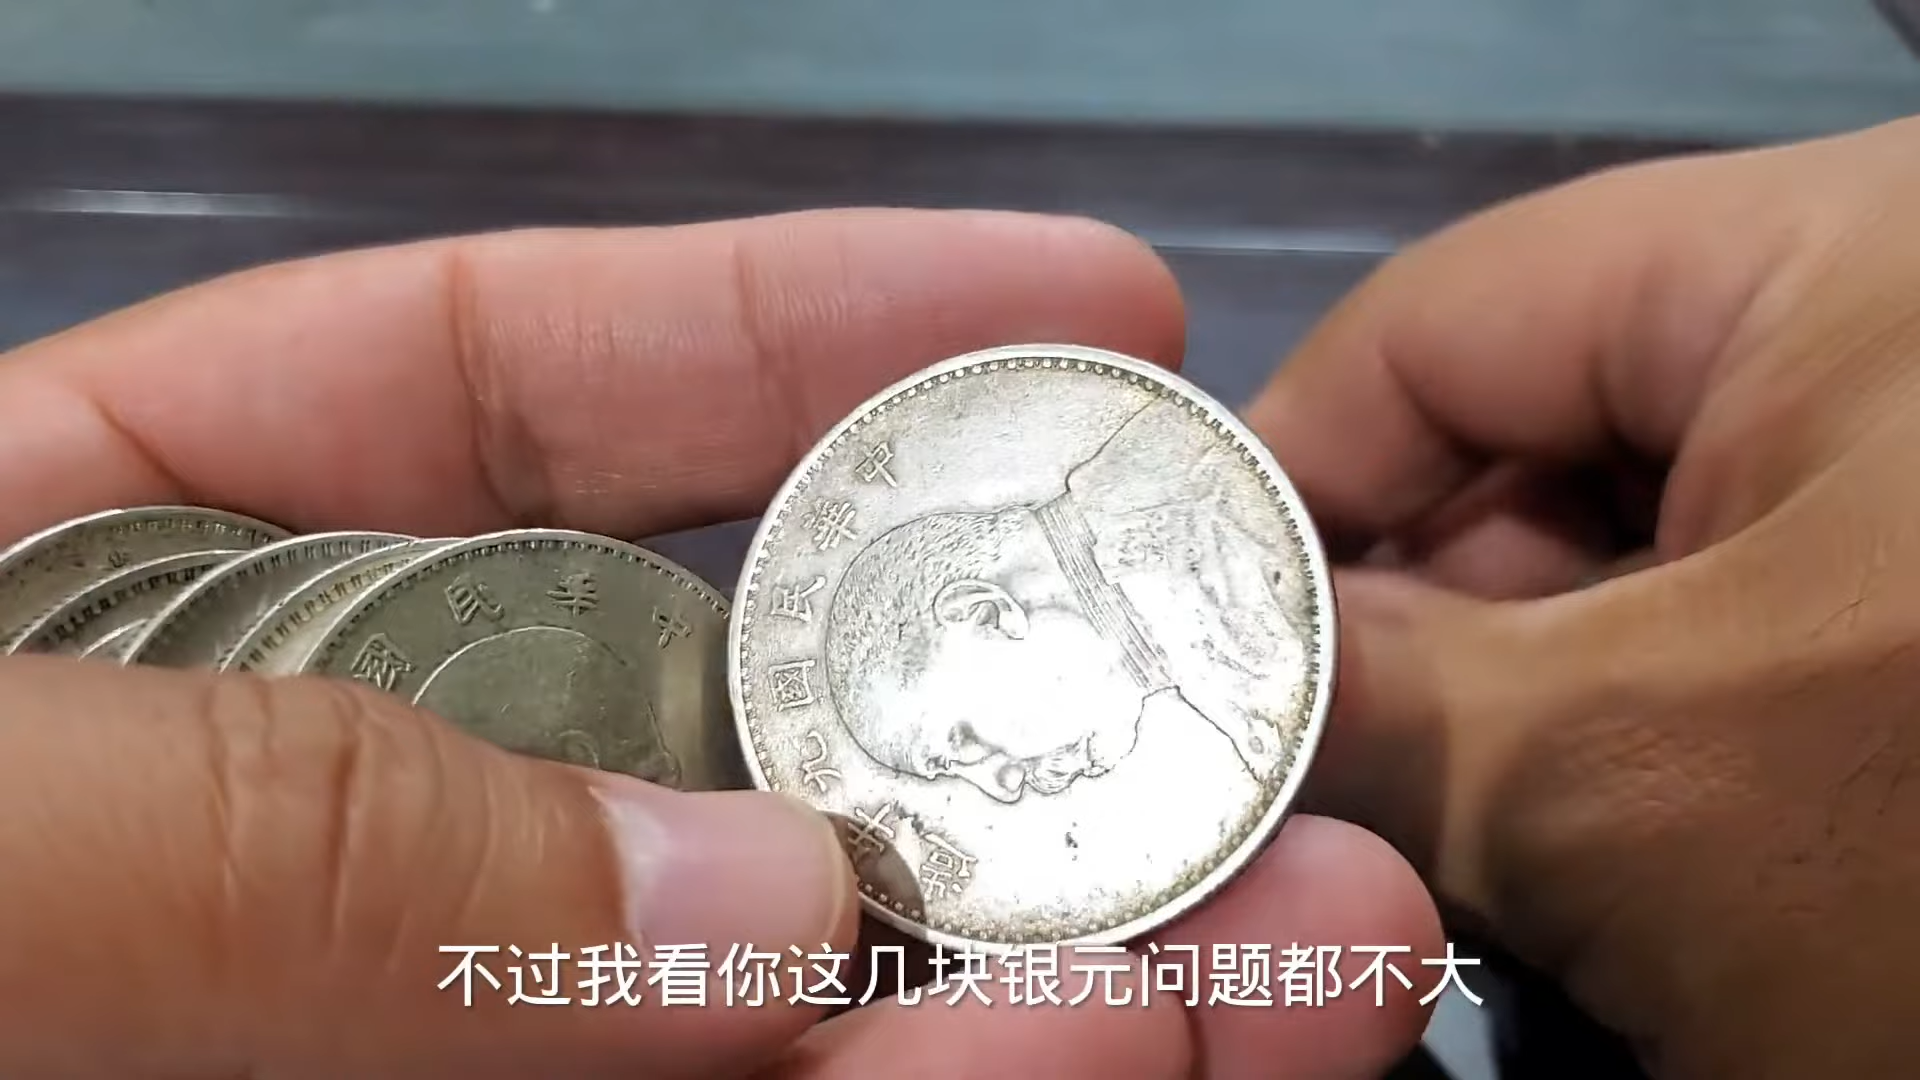 中華民國九年造
中華民國
不过我看你这几块银元问题都不大